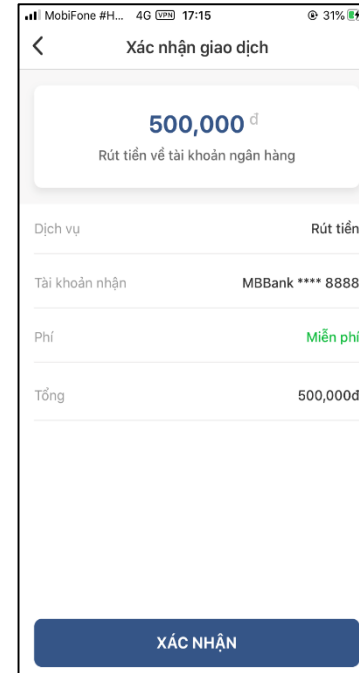 MobiFone #H... 4G VPN 17:15 31%
Xác nhận giao dịch
500,000 đ
Rút tiền về tài khoản ngân hàng
Dịch vụ Rút tiền
Tài khoản nhận MBBank **** 8888
Phí Miễn phí
Tổng 500,000đ
XÁC NHẬN